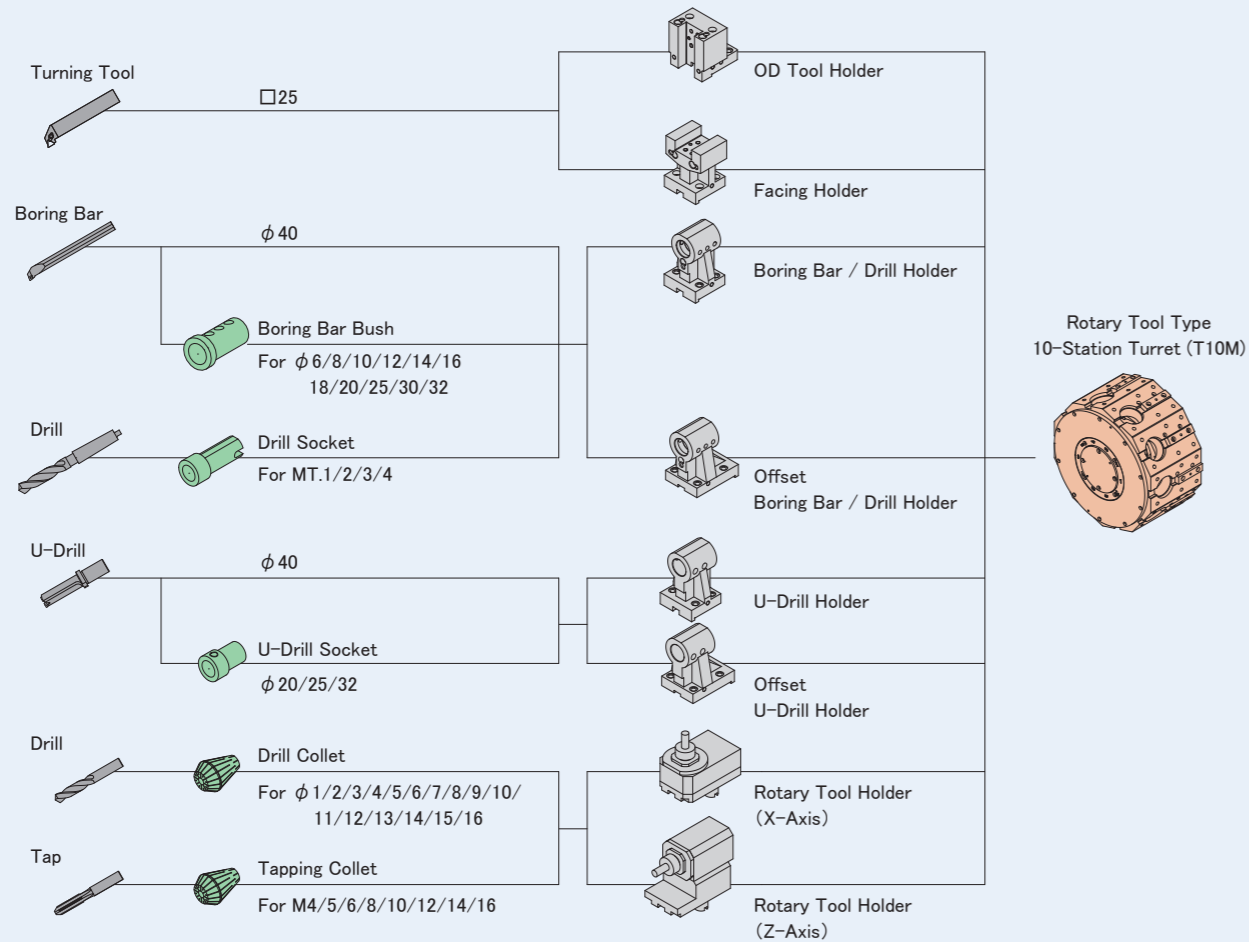 Turning Tool
□25
OD Tool Holder
Facing Holder
Boring Bar
φ40
Boring Bar / Drill Holder
Boring Bar Bush
For φ6/8/10/12/14/16
18/20/25/30/32
Drill
Drill Socket
For MT.1/2/3/4
Offset
Boring Bar / Drill Holder
U-Drill
φ40
U-Drill Holder
U-Drill Socket
φ20/25/32
Offset
U-Drill Holder
Drill
Drill Collet
For φ1/2/3/4/5/6/7/8/9/10/
11/12/13/14/15/16
Rotary Tool Holder
(X-Axis)
Tap
Tapping Collet
For M4/5/6/8/10/12/14/16
Rotary Tool Holder
(Z-Axis)
Rotary Tool Type
10-Station Turret (T10M)